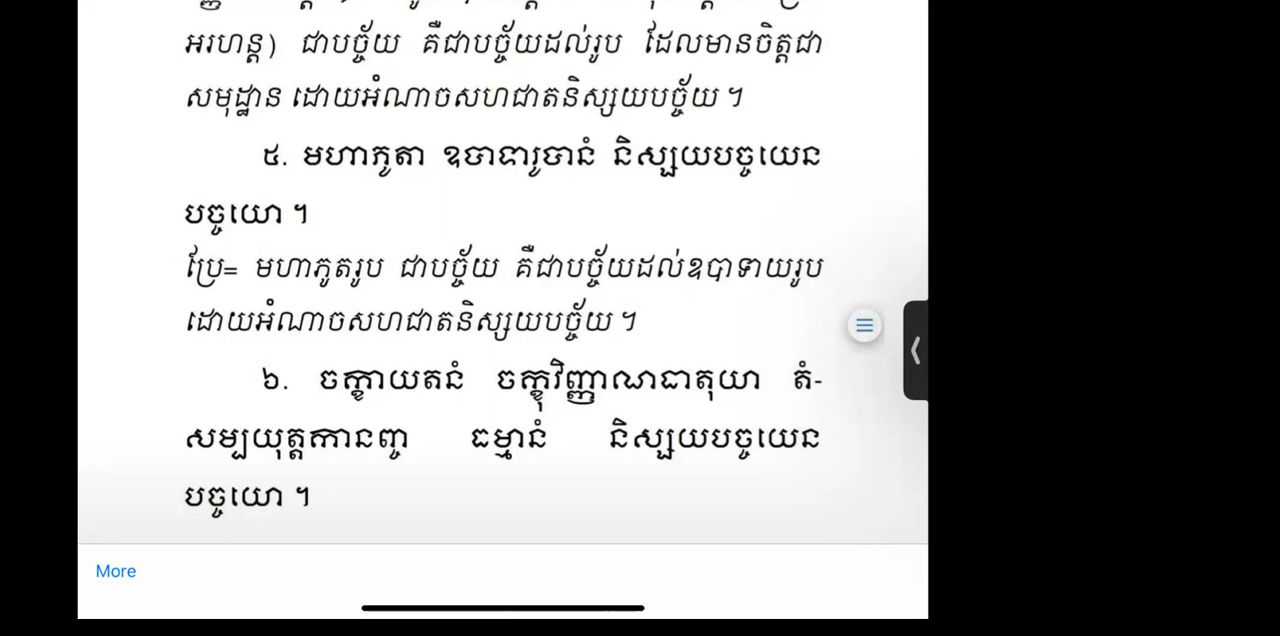 អរហន្ត) ជាបច្ច័យ គឺជាបច្ច័យដល់រូប ដែលមានចិត្តជា
សមុដ្ឋាន ដោយអំណាចសហជាតនិស្សយបច្ច័យ ។
៥. មហាភូតា ឧបាទារូបានំ និស្សយបច្ចយេន
បច្ចយោ ។
ប្រែ= មហាភូតរូប ជាបច្ច័យ គឺជាបច្ច័យដល់ឧបាទាយរូប
ដោយអំណាចសហជាតនិស្សយបច្ច័យ ។
៦. ចក្ខាយតនំ ចក្ខុវិញ្ញាណធាតុយា តំ-
សម្បយុត្តកានញ្ច ធម្មានំ និស្សយបច្ចយេន
បច្ចយោ ។
More